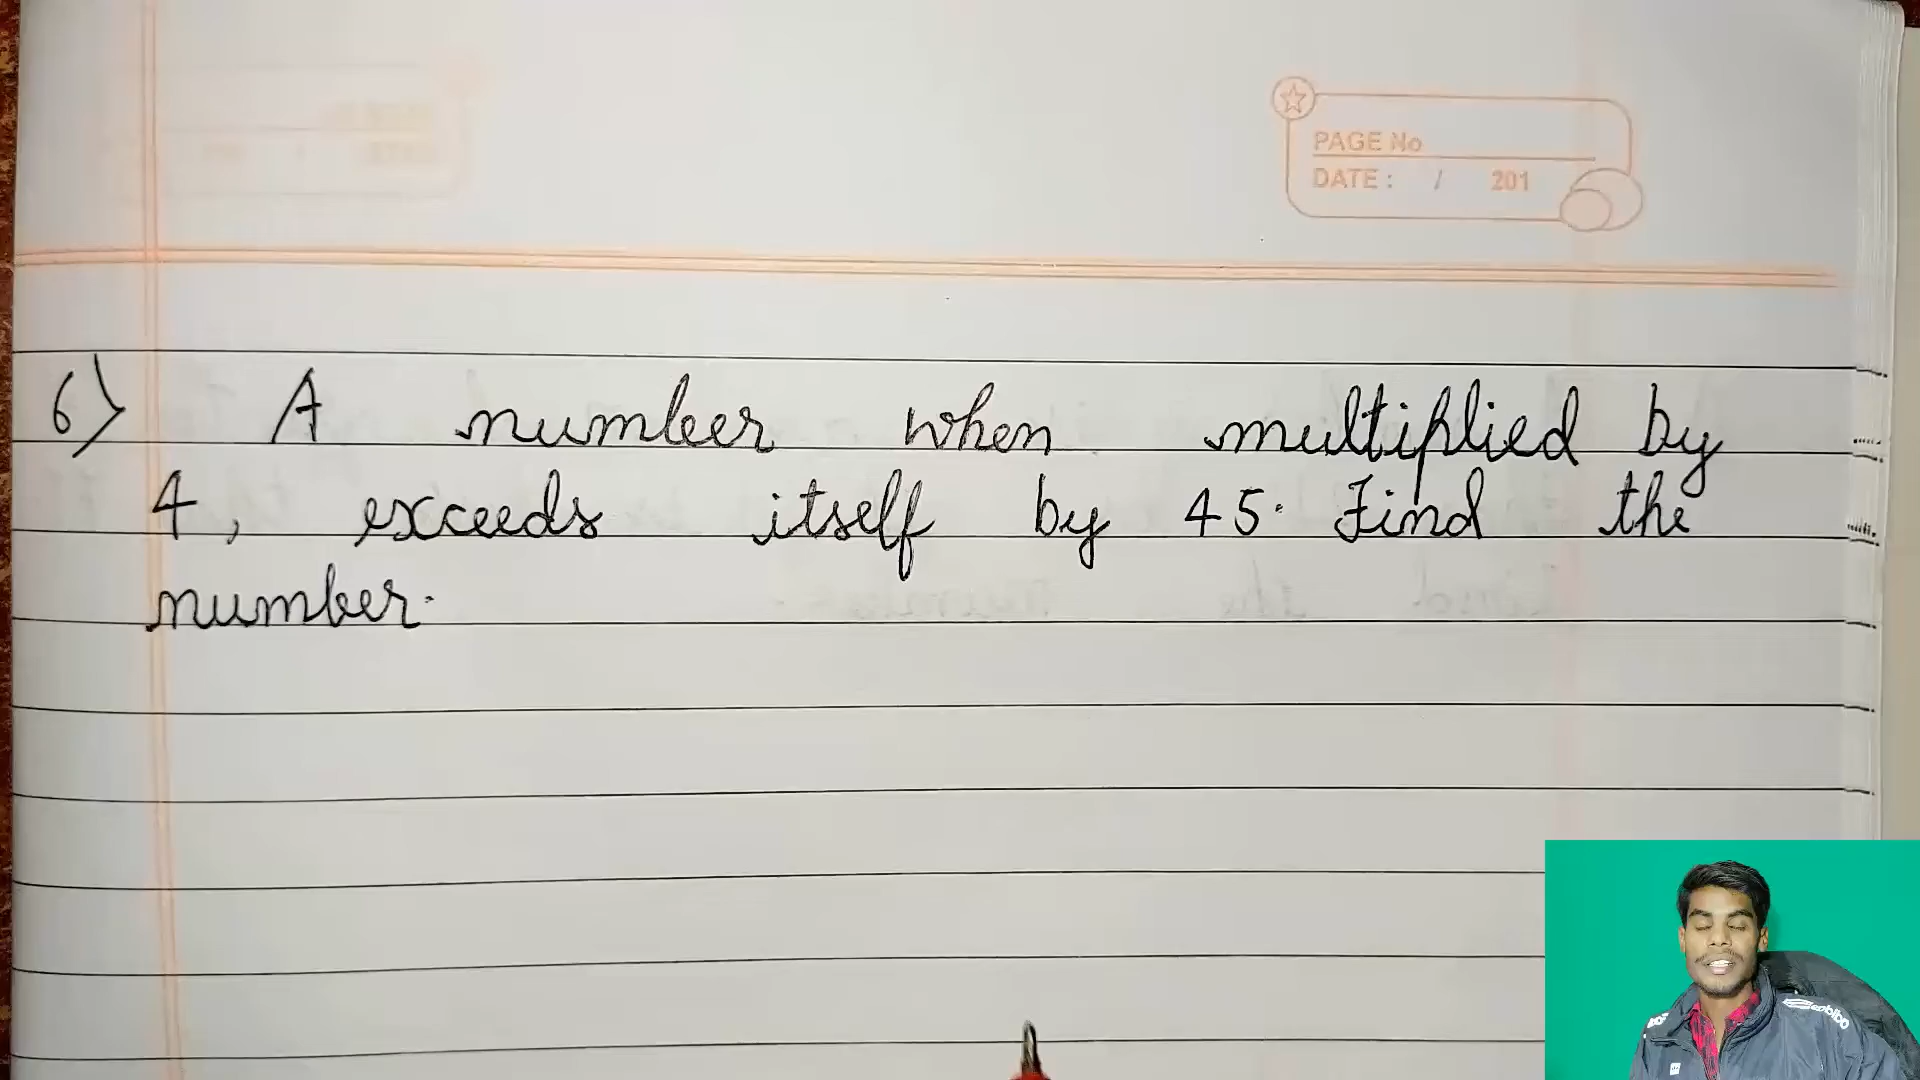 PAGE No
DATE : / 201
6) A number when multiplied by
4, exceeds itself by 45. Find the
number.